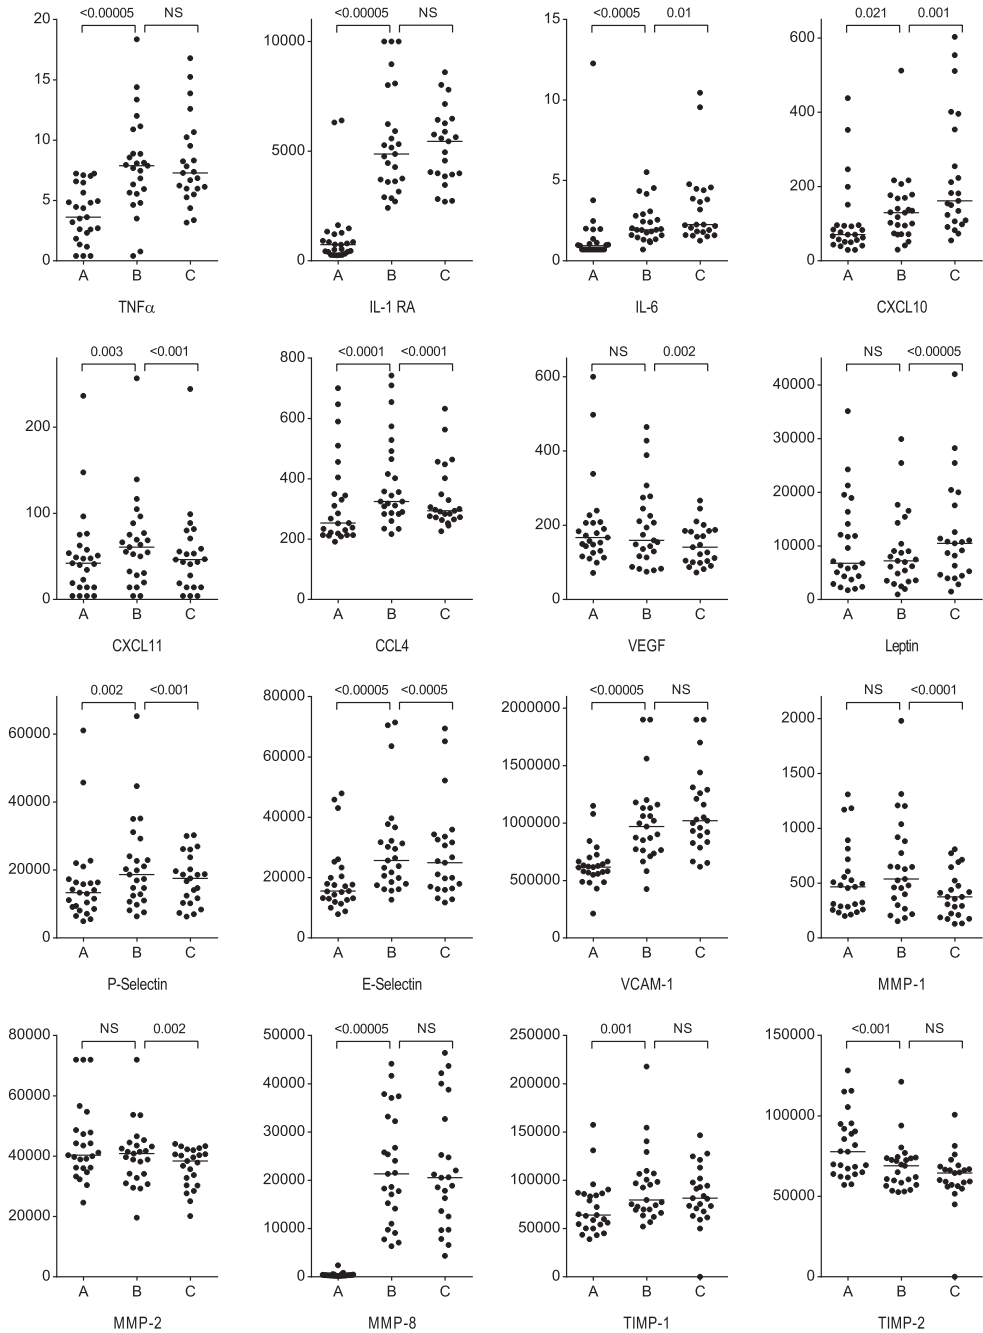 <0.00005 NS <0.00005 NS <0.0005 0.01 0.021 0.001
20 15 10 5 0
A B C
TNFα
10000 5000 0
A B C
IL-1 RA
15 10 5 0
A B C
IL-6
600 400 200 0
A B C
CXCL10
0.003 <0.001 <0.0001 <0.0001 NS 0.002 NS <0.00005
200 100 0
A B C
CXCL11
800 600 400 200 0
A B C
CCL4
600 400 200 0
A B C
VEGF
40000 30000 20000 10000 0
A B C
Leptin
0.002 <0.001 <0.00005 <0.0005 <0.00005 NS NS <0.0001
60000 40000 20000 0
A B C
P-Selectin
80000 60000 40000 20000 0
A B C
E-Selectin
2000000 1500000 1000000 500000 0
A B C
VCAM-1
2000 1500 1000 500 0
A B C
MMP-1
NS 0.002 <0.00005 NS 0.001 NS <0.001 NS
80000 60000 40000 20000 0
A B C
MMP-2
50000 40000 30000 20000 10000 0
A B C
MMP-8
250000 200000 150000 100000 50000 0
A B C
TIMP-1
150000 100000 50000 0
A B C
TIMP-2